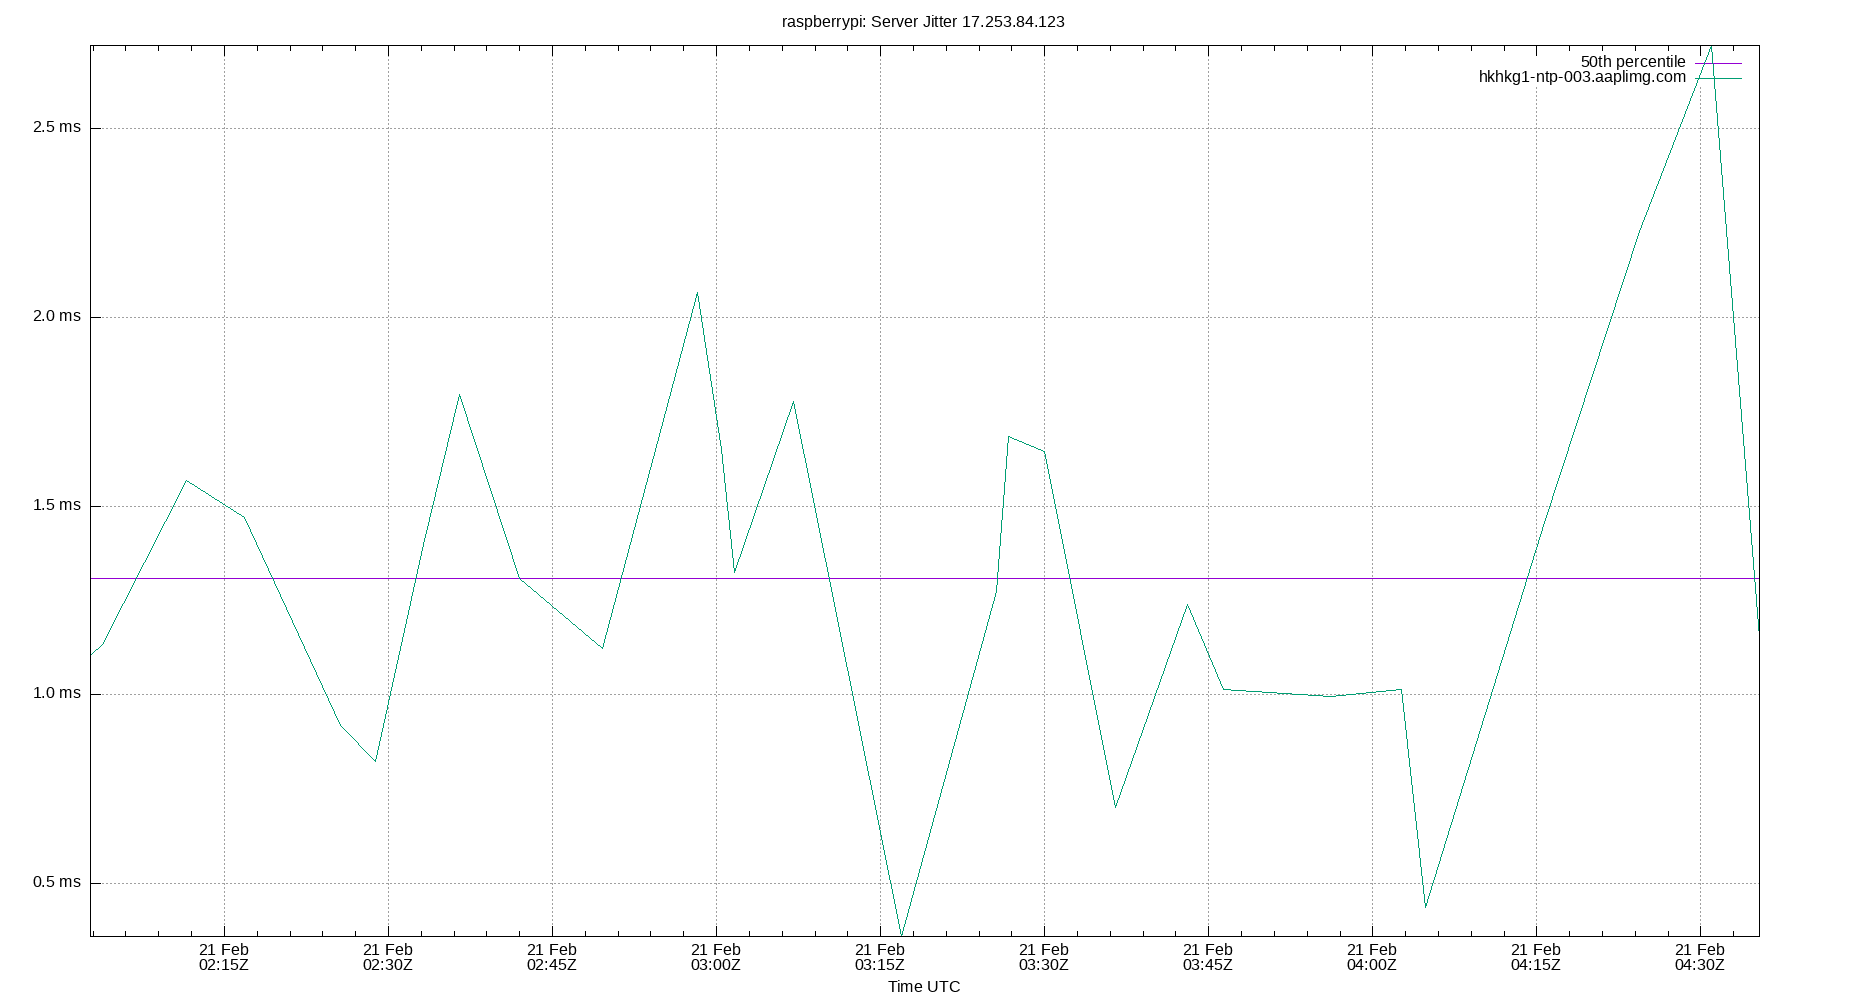 raspberrypi: Server Jitter 17.253.84.123
50th percentile
hkhkg1-ntp-003.aaplimg.com
2.5 ms
2.0 ms
1.5 ms
1.0 ms
0.5 ms
21 Feb 21 Feb 21 Feb 21 Feb 21 Feb 21 Feb 21 Feb 21 Feb 21 Feb 21 Feb
02:15Z 02:30Z 02:45Z 03:00Z 03:15Z 03:30Z 03:45Z 04:00Z 04:15Z 04:30Z
Time UTC